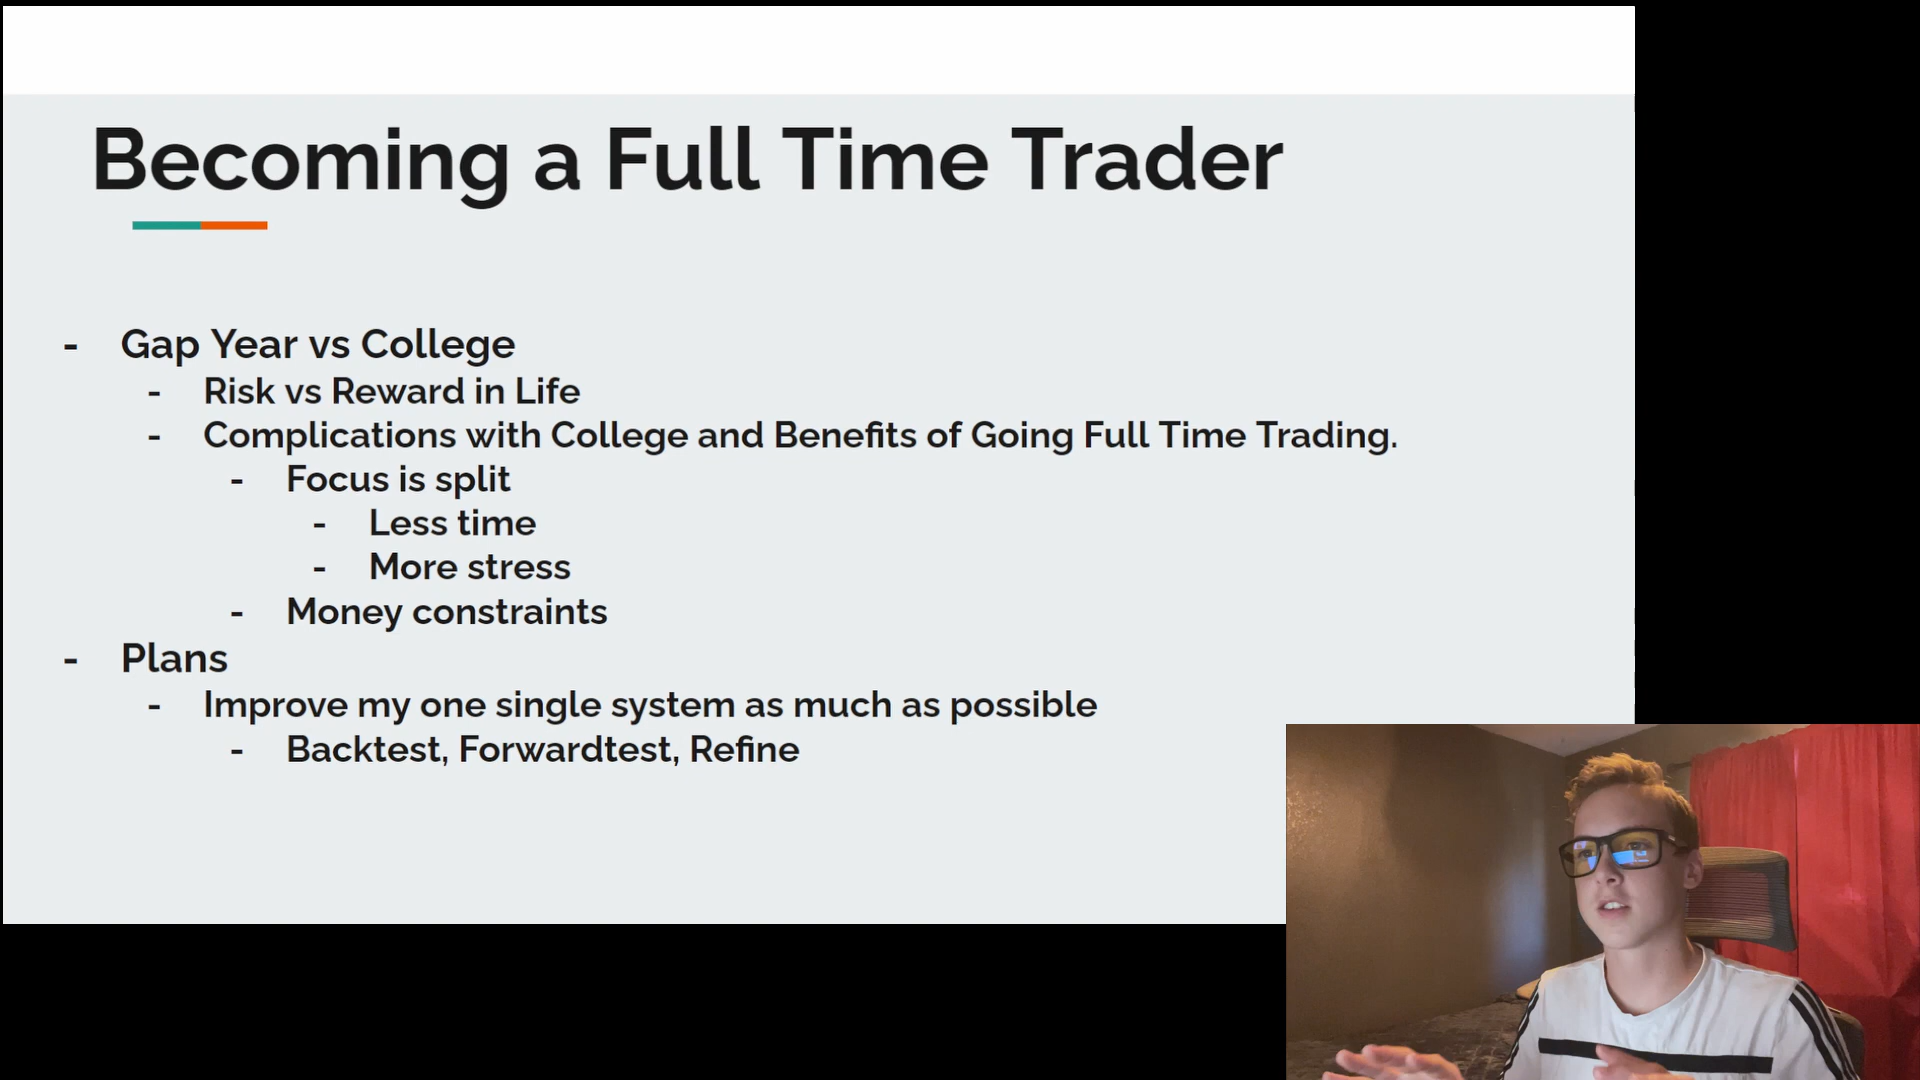 Becoming a Full Time Trader
- Gap Year vs College
- Risk vs Reward in Life
- Complications with College and Benefits of Going Full Time Trading.
- Focus is split
- Less time
- More stress
- Money constraints
- Plans
- Improve my one single system as much as possible
- Backtest, Forwardtest, Refine